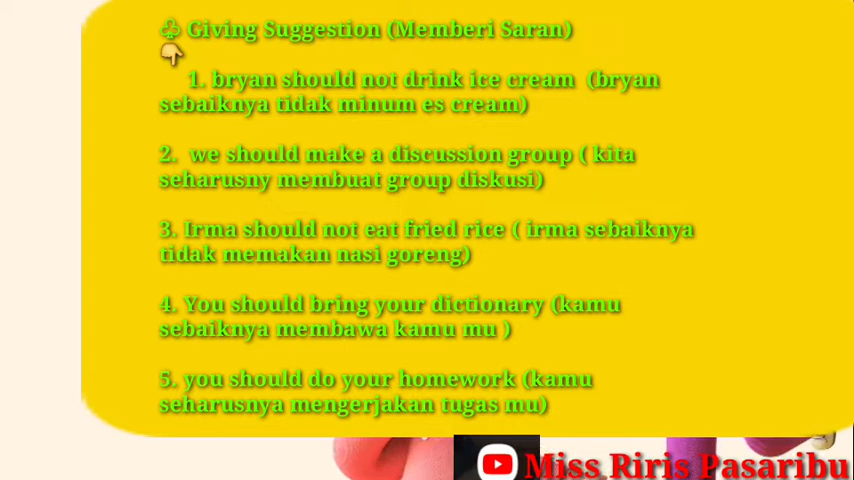 ♧ Giving Suggestion (Memberi Saran)
👇
1. bryan should not drink ice cream (bryan
sebaiknya tidak minum es cream)
2. we should make a discussion group ( kita
seharusny membuat group diskusi)
3. Irma should not eat fried rice ( irma sebaiknya
tidak memakan nasi goreng)
4. You should bring your dictionary (kamu
sebaiknya membawa kamu mu )
5. you should do your homework (kamu
seharusnya mengerjakan tugas mu)
Miss Riris Pasaribu